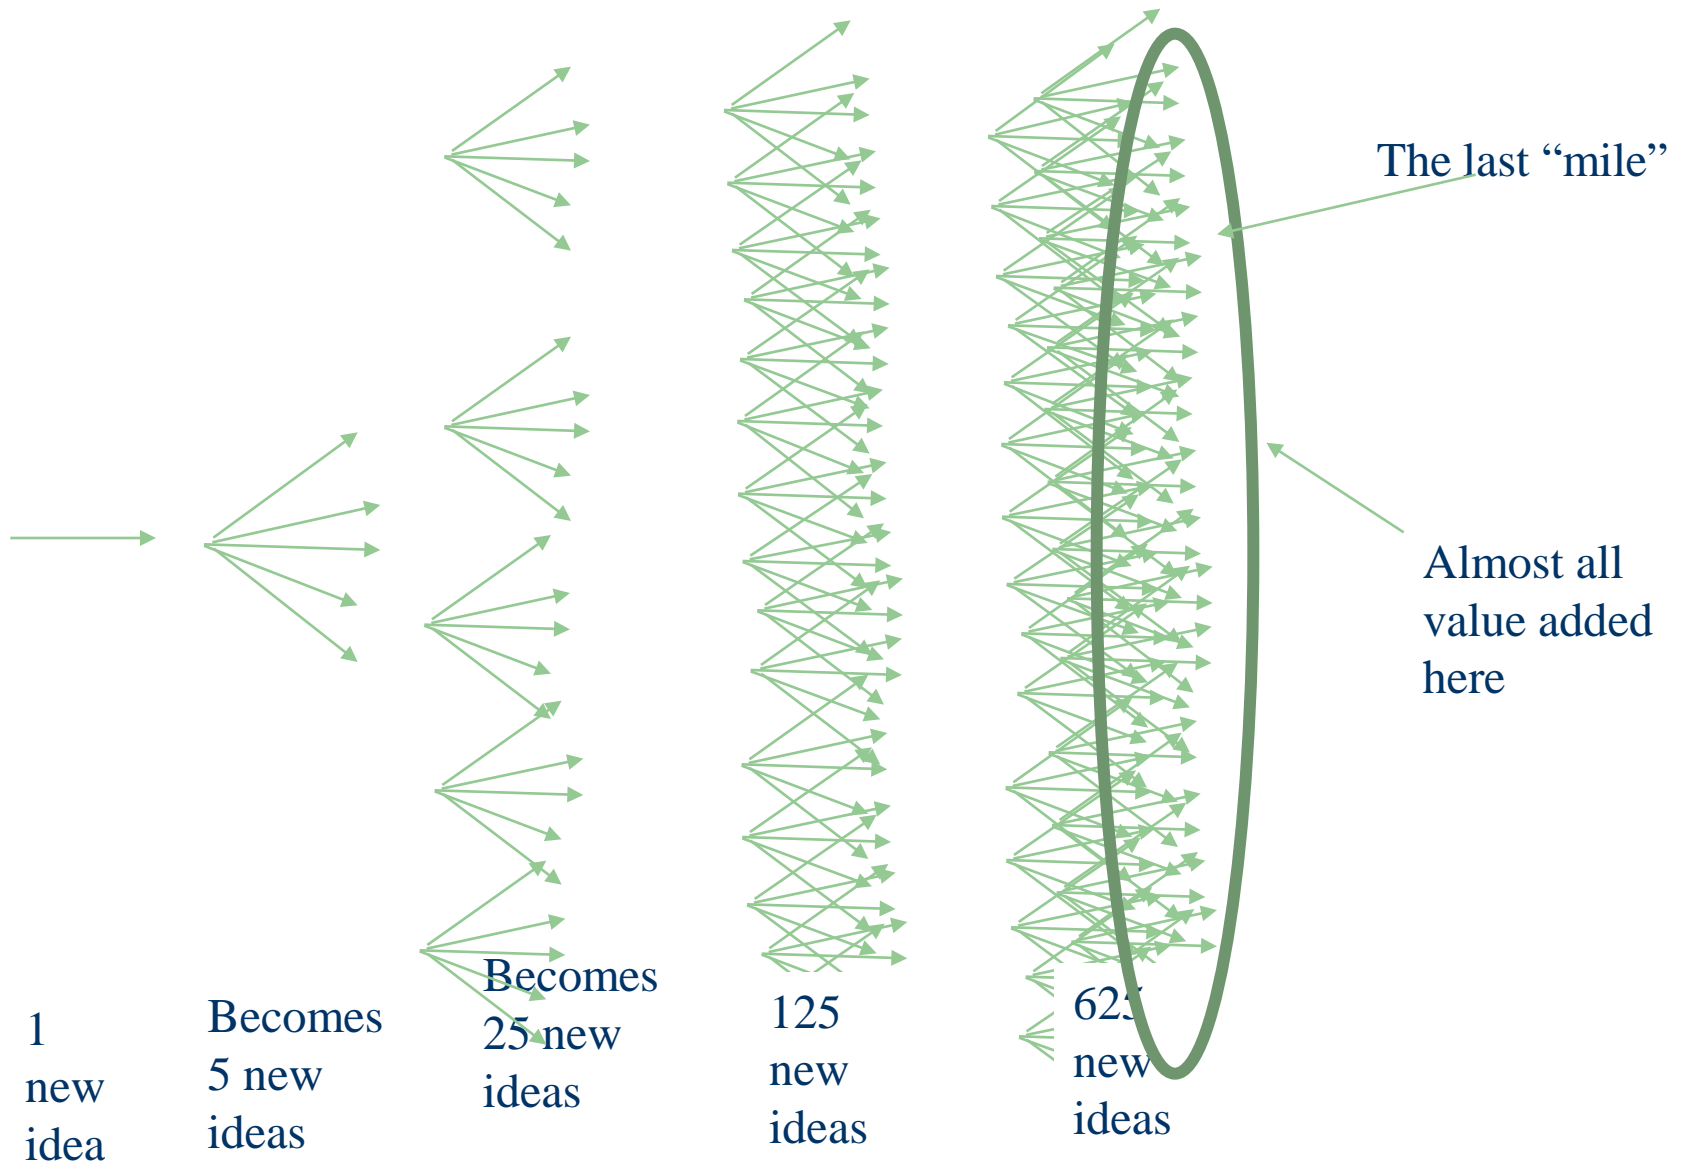 The last “mile”
Almost all
value added
here
1
new
idea
Becomes
5 new
ideas
Becomes
25 new
ideas
125
new
ideas
625
new
ideas